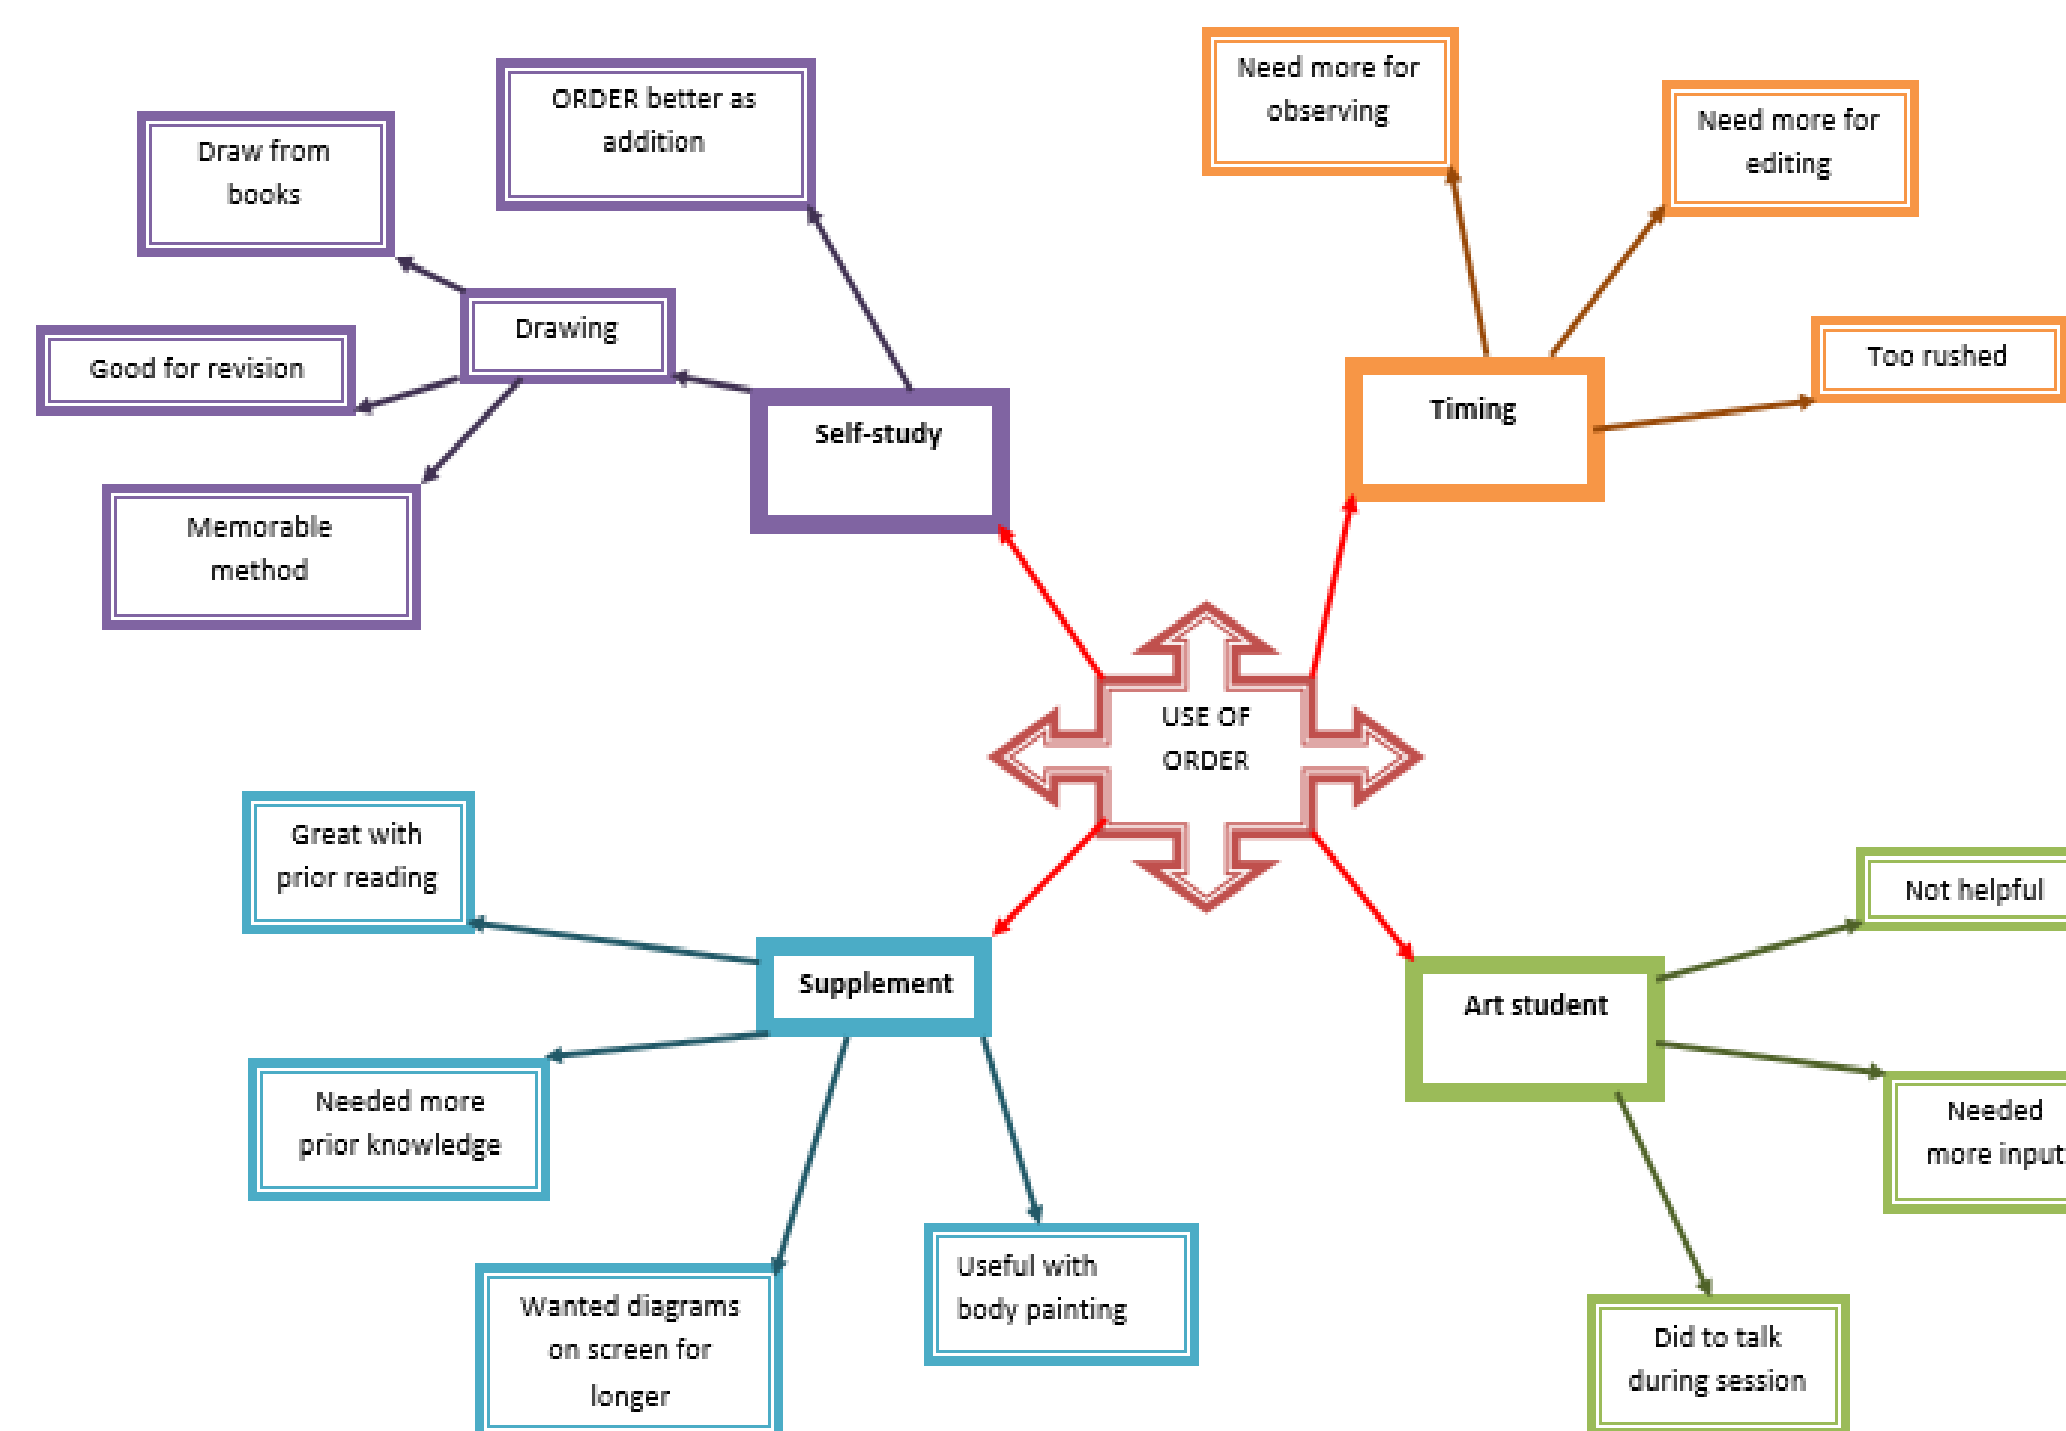 ORDER better as
addition
Draw from
books
Drawing
Good for revision
Memorable
method
Self-study
Need more for
observing
Need more for
editing
Too rushed
Timing
USE OF
ORDER
Great with
prior reading
Supplement
Needed more
prior knowledge
Wanted diagrams
on screen for
longer
Useful with
body painting
Not helpful
Art student
Needed
more input
Did to talk
during session